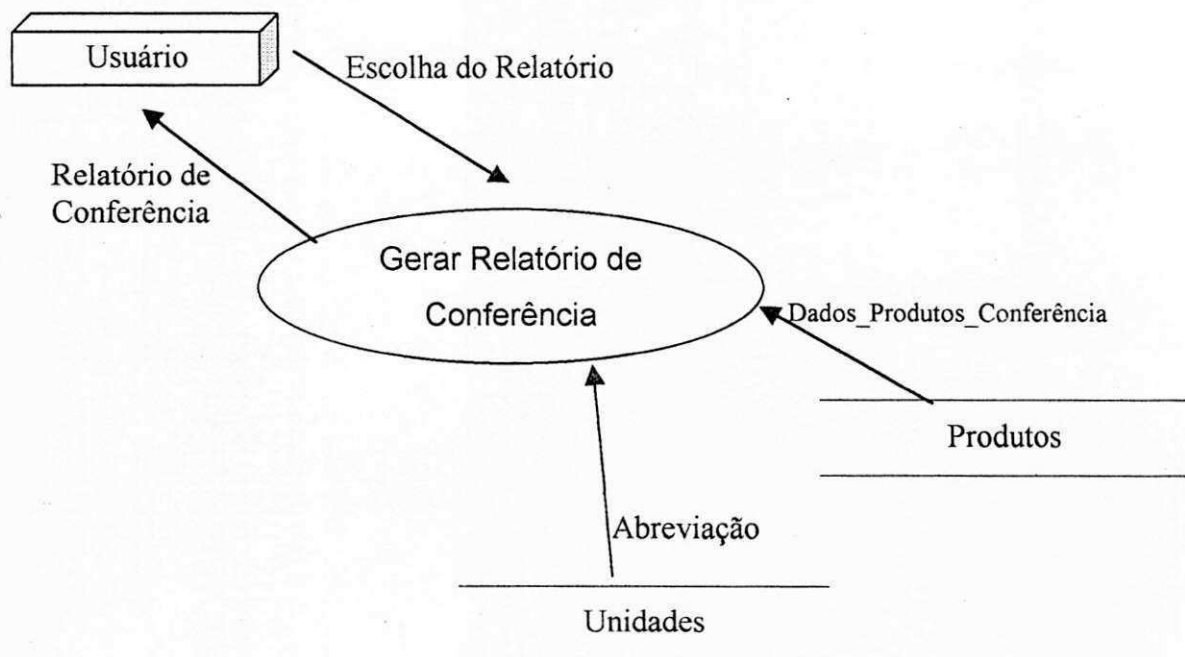 Usuário
Escolha do Relatório
Relatório de
Conferência
Gerar Relatório de
Conferência
Dados_Produtos_Conferência
Produtos
Abreviação
Unidades